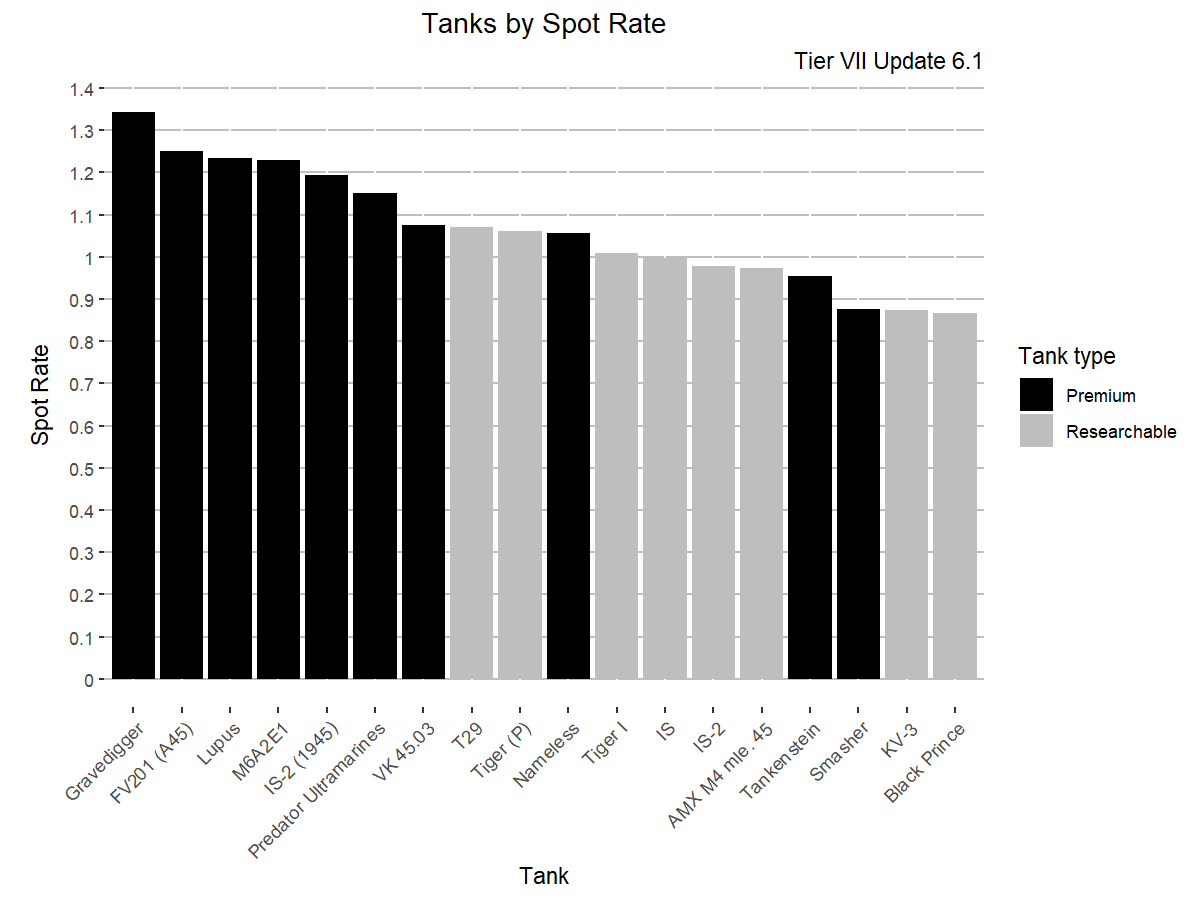 Tanks by Spot Rate
Tier VII Update 6.1
1.4
1.3
1.2
1.1
1
0.9
0.8
0.7
0.6
0.5
0.4
0.3
0.2
0.1
0
Spot Rate
Gravedigger
FV201 (A45)
Lupus
M6A2E1
IS-2 (1945)
Predator Ultramarines
VK 45.03
T29
Tiger (P)
Nameless
Tiger I
IS
IS-2
AMX M4 mle. 45
Tankenstein
Smasher
KV-3
Black Prince
Tank
Tank type
Premium
Researchable